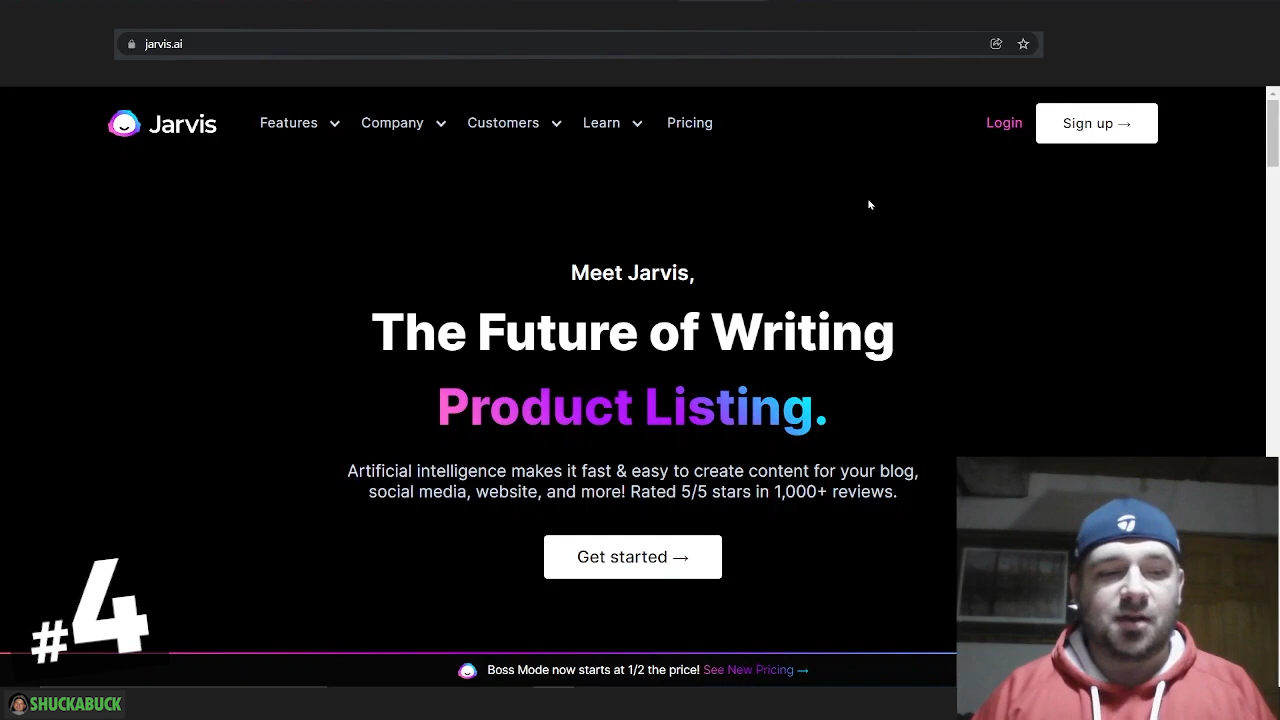 jarvis.ai
Jarvis
Features
Company
Customers
Learn
Pricing
Login
Sign up →
Meet Jarvis,
The Future of Writing
Product Listing.
Artificial intelligence makes it fast & easy to create content for your blog,
social media, website, and more! Rated 5/5 stars in 1,000+ reviews.
Get started →
#4
Boss Mode now starts at 1/2 the price! See New Pricing →
SHUCKABUCK